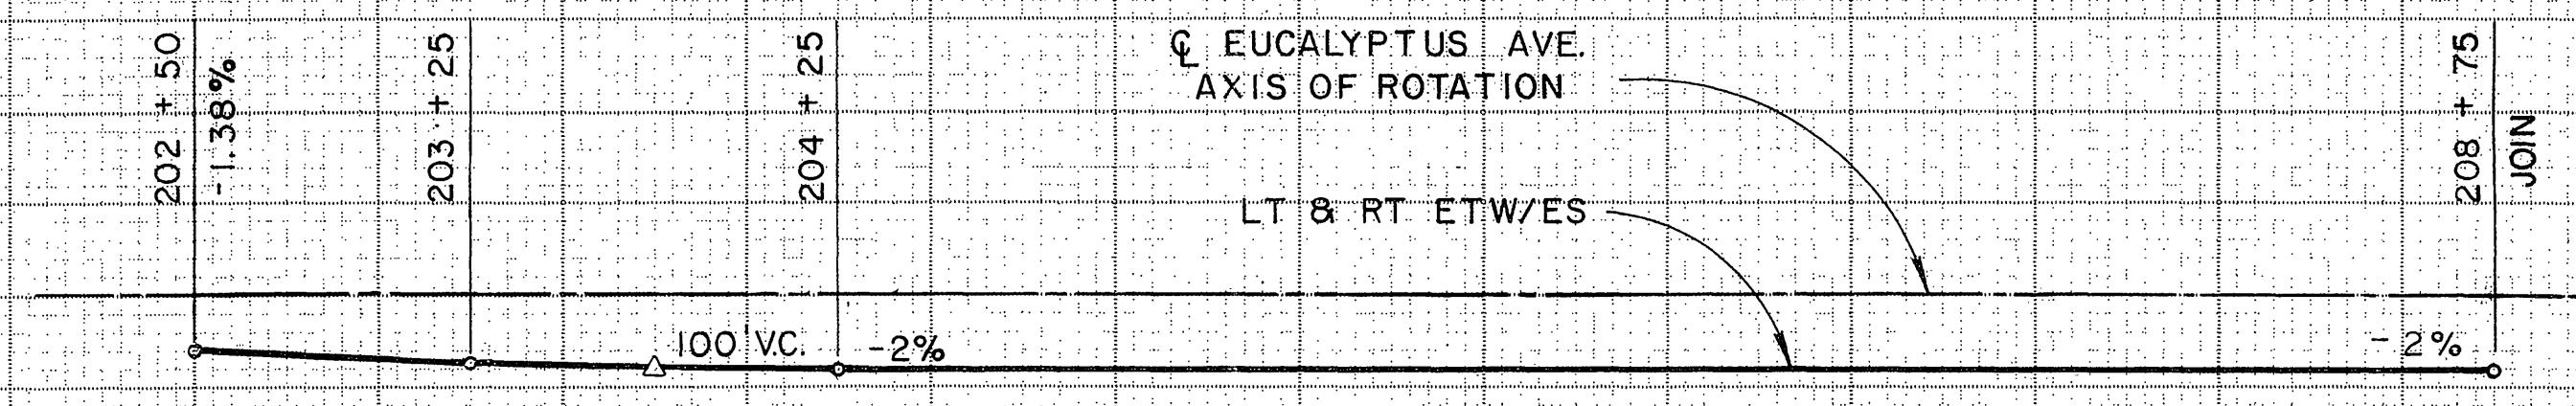 202 + 50
-1.38%
203 + 25
204 + 25
℄ EUCALYPTUS AVE.
AXIS OF ROTATION
LT & RT ETW/ES
208 + 75
JOIN
100' V.C.
-2%
-2%